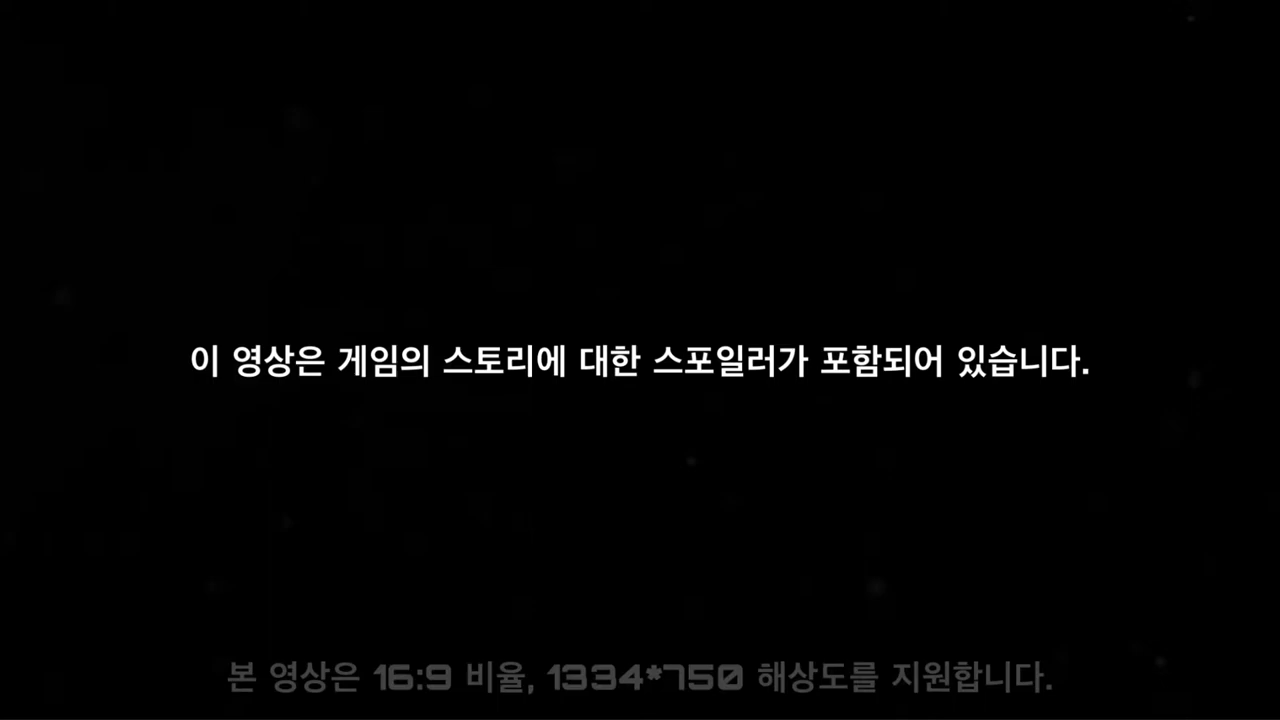 이 영상은 게임의 스토리에 대한 스포일러가 포함되어 있습니다.
본 영상은 16:9 비율, 1334*750 해상도를 지원합니다.